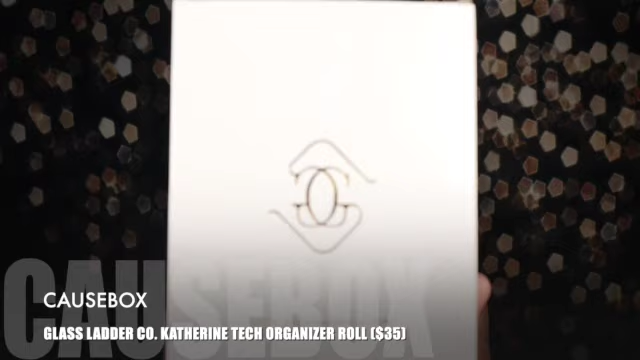 CAUSEBOX
CAUSEBOX
GLASS LADDER CO. KATHERINE TECH ORGANIZER ROLL ($35)